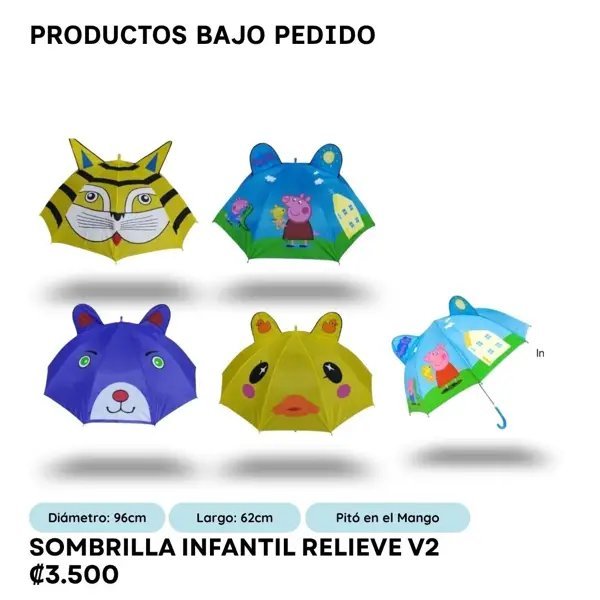 PRODUCTOS BAJO PEDIDO
In
Diámetro: 96cm
Largo: 62cm
Pitó en el Mango
SOMBRILLA INFANTIL RELIEVE V2
₡3.500